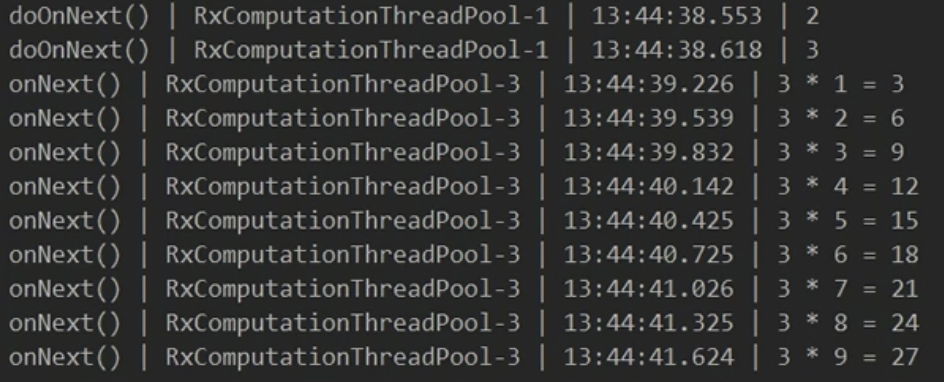 doOnNext() | RxComputationThreadPool-1 | 13:44:38.553 | 2
doOnNext() | RxComputationThreadPool-1 | 13:44:38.618 | 3
onNext() | RxComputationThreadPool-3 | 13:44:39.226 | 3 * 1 = 3
onNext() | RxComputationThreadPool-3 | 13:44:39.539 | 3 * 2 = 6
onNext() | RxComputationThreadPool-3 | 13:44:39.832 | 3 * 3 = 9
onNext() | RxComputationThreadPool-3 | 13:44:40.142 | 3 * 4 = 12
onNext() | RxComputationThreadPool-3 | 13:44:40.425 | 3 * 5 = 15
onNext() | RxComputationThreadPool-3 | 13:44:40.725 | 3 * 6 = 18
onNext() | RxComputationThreadPool-3 | 13:44:41.026 | 3 * 7 = 21
onNext() | RxComputationThreadPool-3 | 13:44:41.325 | 3 * 8 = 24
onNext() | RxComputationThreadPool-3 | 13:44:41.624 | 3 * 9 = 27